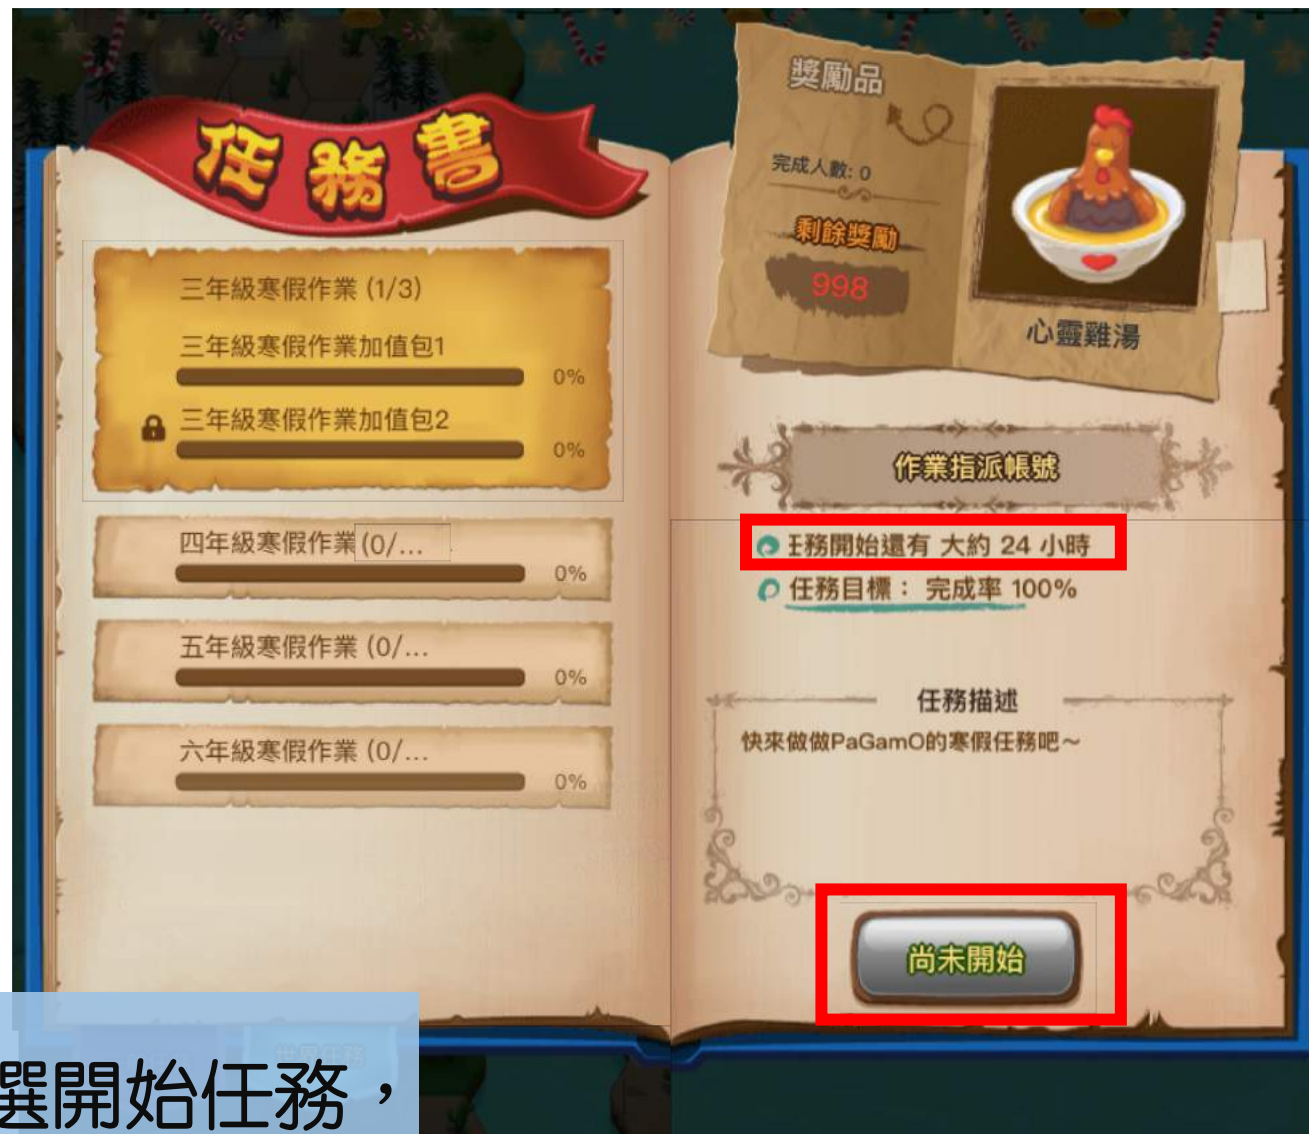 任務書
三年級寒假作業 (1/3)
三年級寒假作業加值包1
0%
三年級寒假作業加值包2
0%
四年級寒假作業 (0/...
0%
五年級寒假作業 (0/...
0%
六年級寒假作業 (0/...
0%
獎勵品
完成人數: 0
剩餘獎勵
998
心靈雞湯
作業指派帳號
任務開始還有 大約 24 小時
任務目標： 完成率 100%
任務描述
快來做做PaGamO的寒假任務吧～
尚未開始
世界任務
選開始任務，